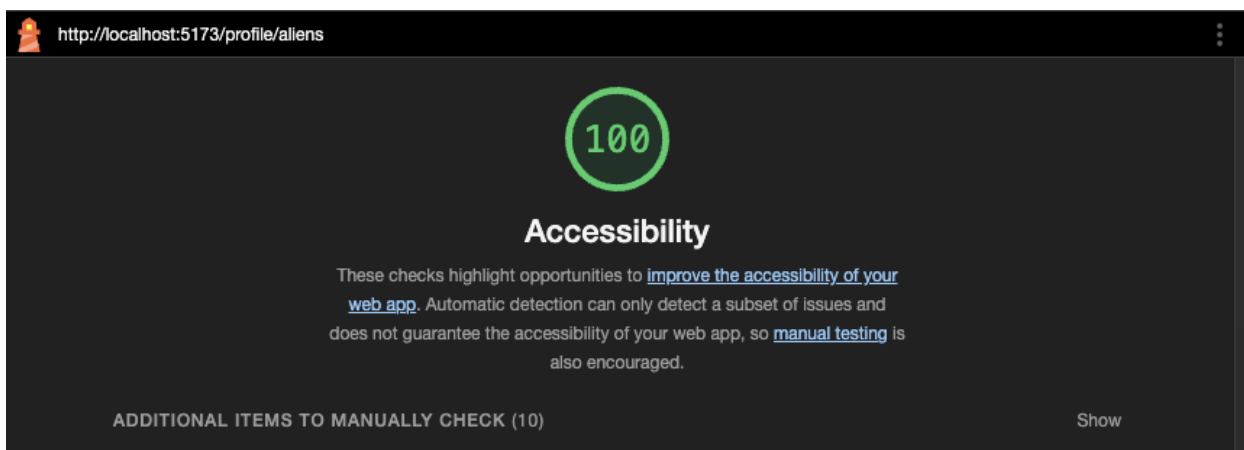 http://localhost:5173/profile/aliens
100
Accessibility
These checks highlight opportunities to improve the accessibility of your
web app. Automatic detection can only detect a subset of issues and
does not guarantee the accessibility of your web app, so manual testing is
also encouraged.
ADDITIONAL ITEMS TO MANUALLY CHECK (10) Show